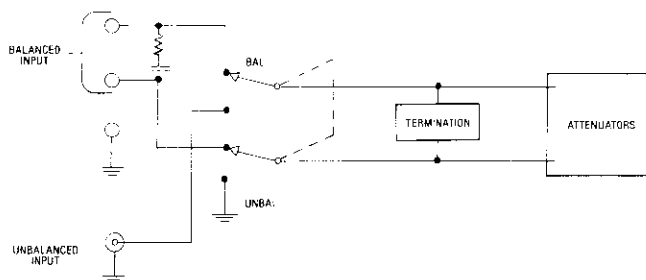 BALANCED
INPUT
BAL
TERMINATION
ATTENUATORS
UNBAL
UNBALANCED
INPUT